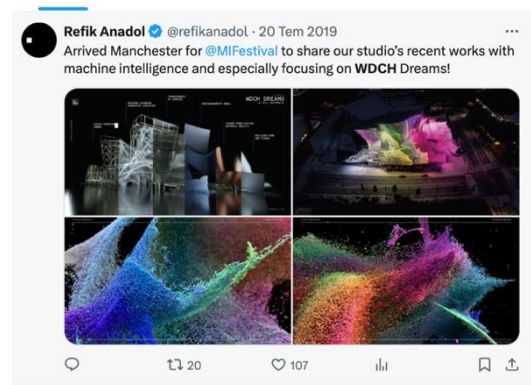 Refik Anadol @refikanadol · 20 Tem 2019
Arrived Manchester for @MIFestival to share our studio's recent works with
machine intelligence and especially focusing on WDCH Dreams!
WDCH DREAMS
20
107